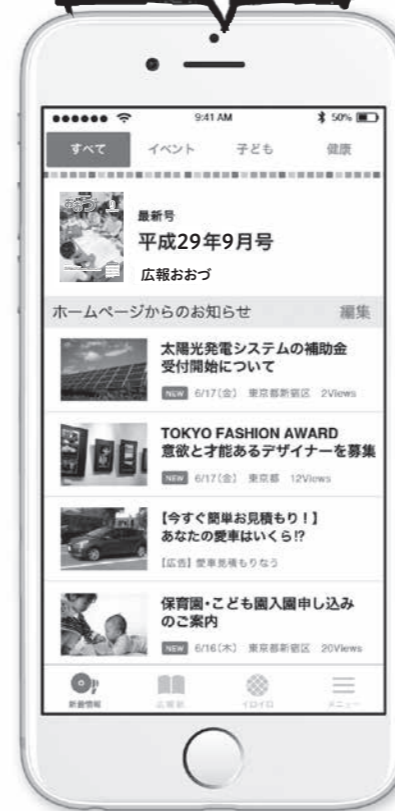 9:41 AM
50%
すべて イベント 子ども 健康
最新号
平成29年9月号
広報おおづ
ホームページからのお知らせ 編集
太陽光発電システムの補助金
受付開始について
NEW 6/17(金) 東京都新宿区 2Views
TOKYO FASHION AWARD
意欲と才能あるデザイナーを募集
NEW 6/17(金) 東京都 12Views
【今すぐ簡単お見積もり!】
あなたの愛車はいくら!?
【広告】愛車見積もりなう
保育園・こども園入園申し込み
のご案内
NEW 6/16(木) 東京都新宿区 20Views
新着情報 広報紙 イロイロ メニュー